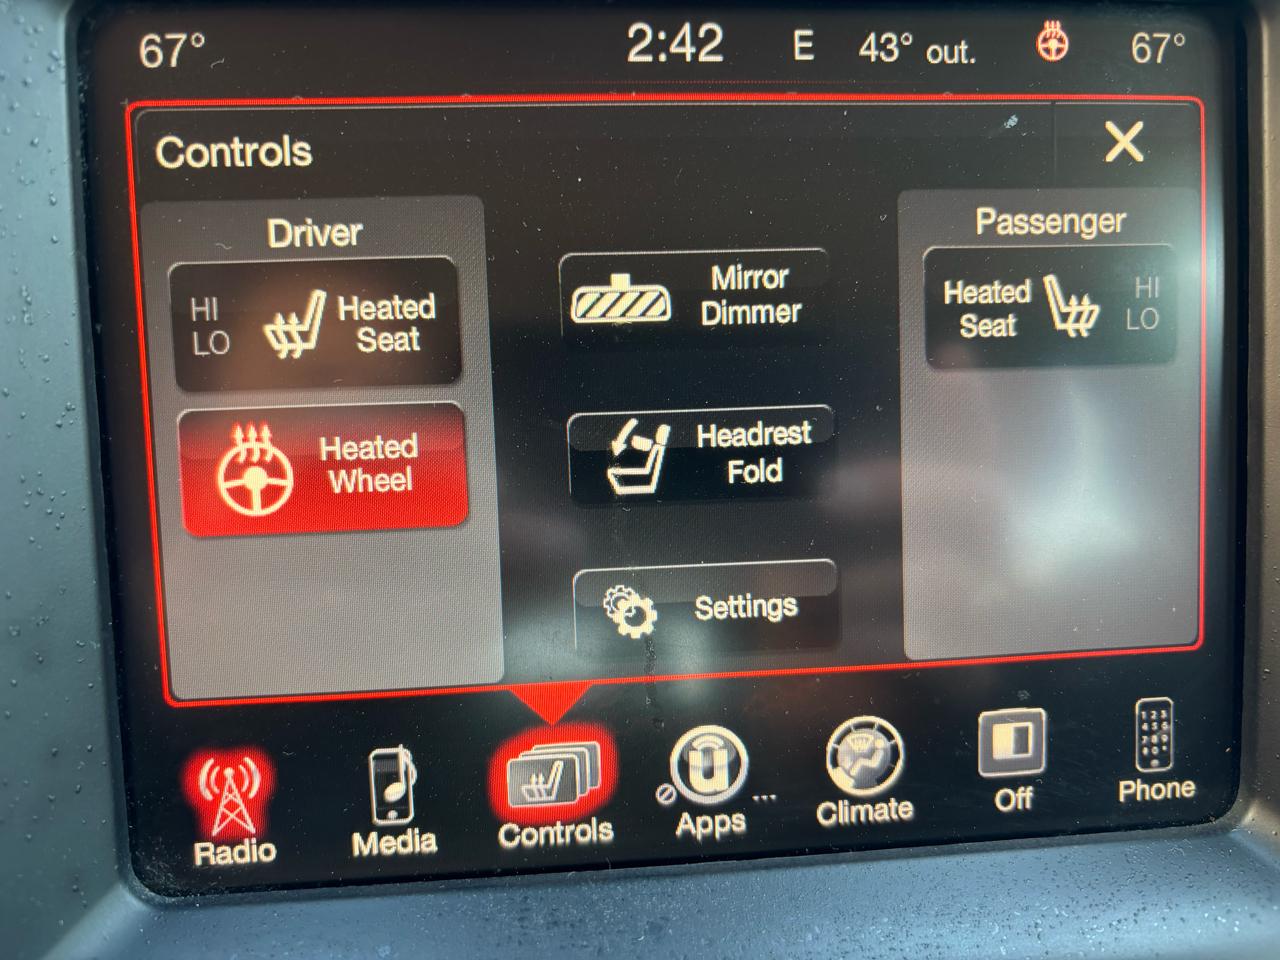 67° 2:42 E 43° out. 67°
Controls
Driver
HI
LO
Heated
Seat
Heated
Wheel
Mirror
Dimmer
Headrest
Fold
Settings
Passenger
Heated
Seat
HI
LO
Radio
Media
Controls
Apps
...
Climate
Off
Phone